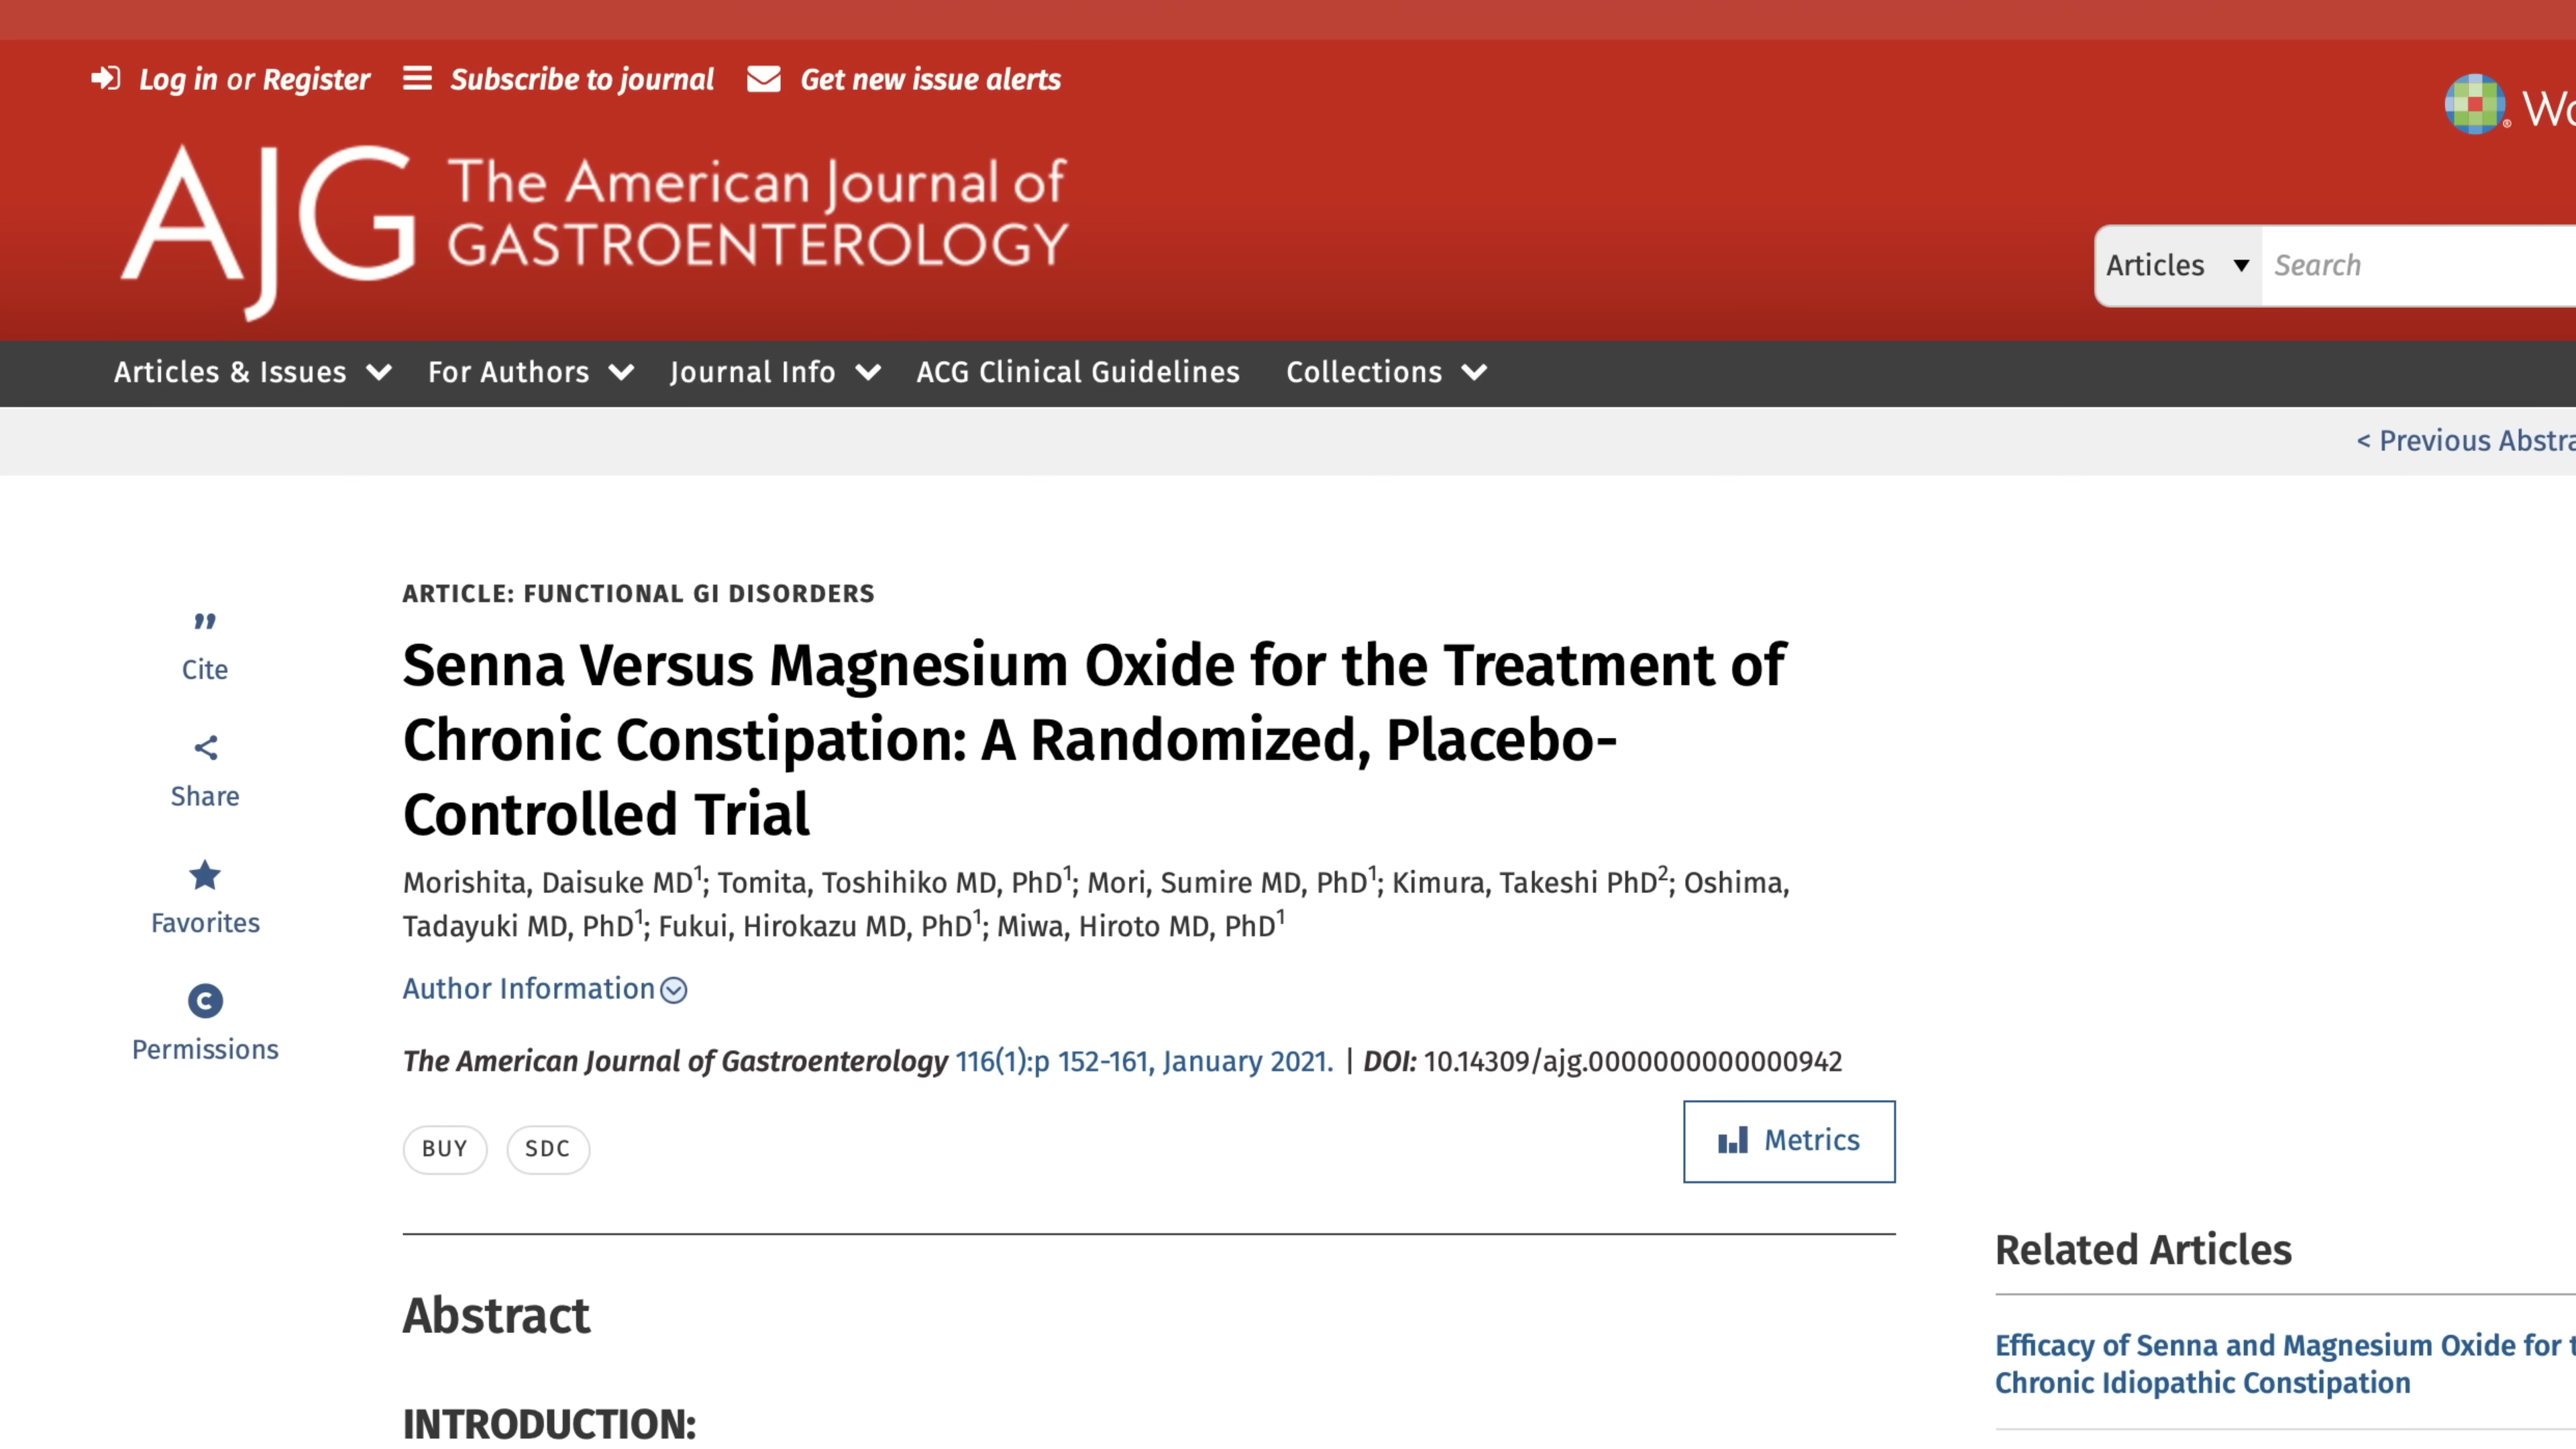 Log in or Register Subscribe to journal Get new issue alerts
AJG The American Journal of
GASTROENTEROLOGY
®
Articles Search
Articles & Issues For Authors Journal Info ACG Clinical Guidelines Collections
< Previous
ARTICLE: FUNCTIONAL GI DISORDERS
Senna Versus Magnesium Oxide for the Treatment of
Chronic Constipation: A Randomized, Placebo-
Controlled Trial
Morishita, Daisuke MD1; Tomita, Toshihiko MD, PhD1; Mori, Sumire MD, PhD1; Kimura, Takeshi PhD2; Oshima,
Tadayuki MD, PhD1; Fukui, Hirokazu MD, PhD1; Miwa, Hiroto MD, PhD1
Author Information
The American Journal of Gastroenterology 116(1):p 152-161, January 2021. | DOI: 10.14309/ajg.0000000000000942
BUY SDC
Metrics
Abstract
INTRODUCTION:
” Cite
Share
Favorites
C
Permissions
Related Articles
Efficacy of Senna and Magnesium Oxide for
Chronic Idiopathic Constipation